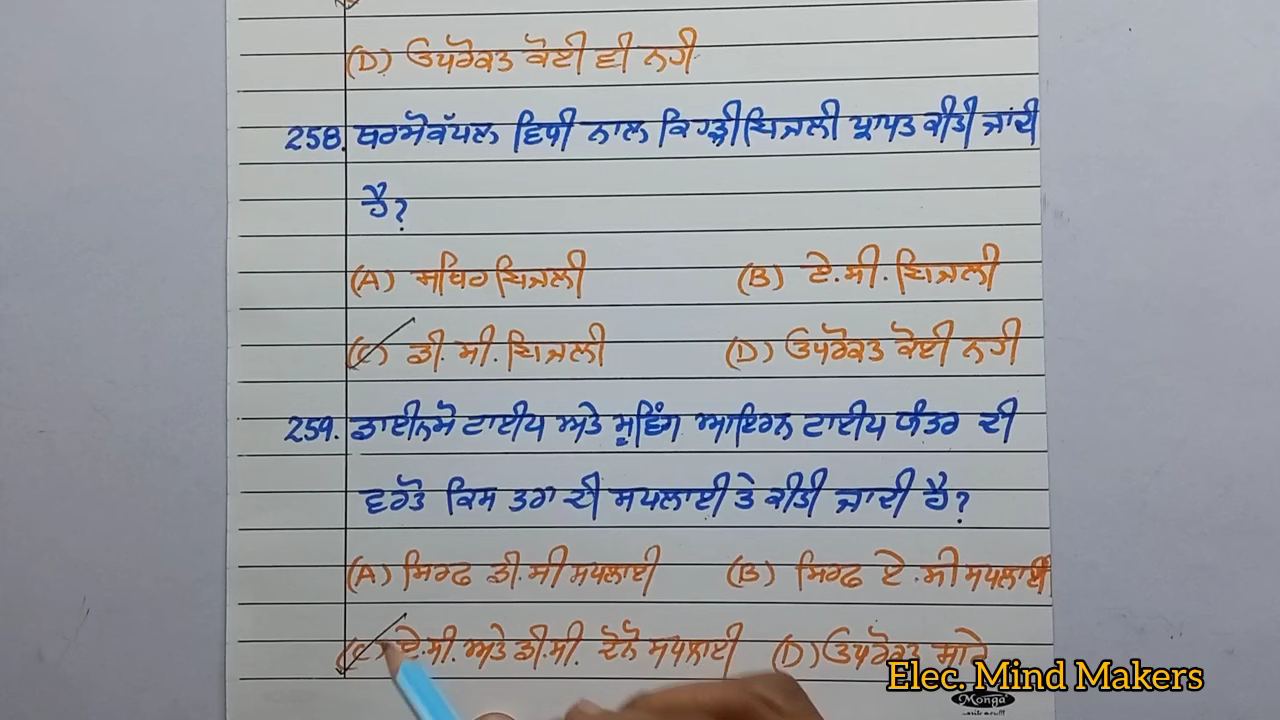 (D) ਉਪਰੋਕਤ ਕੋਈ ਵੀ ਨਹੀ
258. ਥਰਮੋਕੱਪਲ ਵਿਧੀ ਨਾਲ ਕਿਹੜੀ ਬਿਜਲੀ ਪ੍ਰਾਪਤ ਕੀਤੀ ਜਾਂਦੀ
ਹੈ?
(A) ਸਥਿਰ ਬਿਜਲੀ (B) ਏ.ਸੀ. ਬਿਜਲੀ
(C) ਡੀ.ਸੀ. ਬਿਜਲੀ (D) ਉਪਰੋਕਤ ਕੋਈ ਨਹੀ
259. ਡਾਈਨਮੋ ਟਾਈਪ ਅਤੇ ਮੂਵਿੰਗ ਆਇਰਨ ਟਾਈਪ ਯੰਤਰ ਦੀ
ਵਰਤੋ ਕਿਸ ਤਰਾ ਦੀ ਸਪਲਾਈ ਤੇ ਕੀਤੀ ਜਾਦੀ ਹੈ?
(A) ਸਿਰਫ ਡੀ.ਸੀ ਸਪਲਾਈ (B) ਸਿਰਫ ਏ.ਸੀ ਸਪਲਾਈ
(C) ਏ.ਸੀ. ਅਤੇ ਡੀ.ਸੀ. ਦੋਨੋ ਸਪਲਾਈ (D) ਉਪਰੋਕਤ ਸਾਰੇ
Elec. Mind Makers
Monga